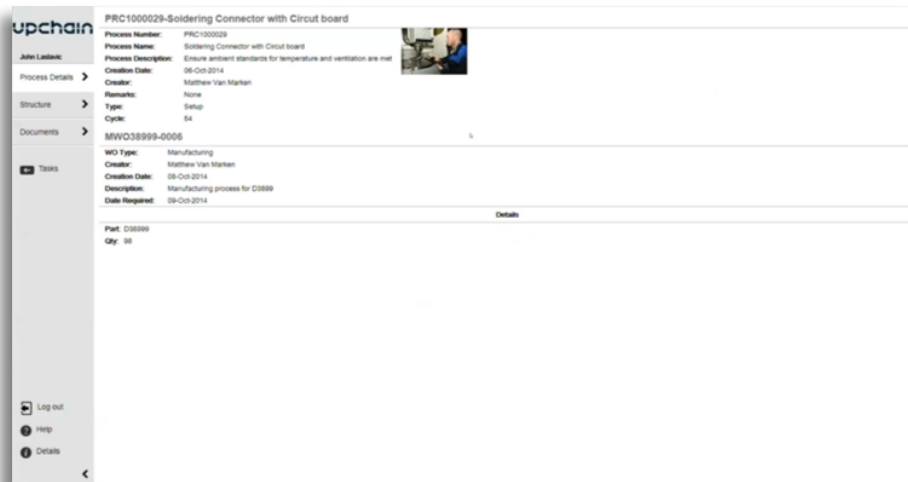 upchain
John Lastavic
Process Details
Structure
Documents
Tasks
Log out
Help
Details
PRC1000029-Soldering Connector with Circut board
Process Number: PRC1000029
Process Name: Soldering Connector with Circut board
Process Description: Ensure ambient standards for temperature and ventilation are met
Creation Date: 06-Oct-2014
Creator: Matthew Van Marken
Remarks: None
Type: Setup
Cycle: 54
MWO38999-0006
WO Type: Manufacturing
Creator: Matthew Van Marken
Creation Date: 08-Oct-2014
Description: Manufacturing process for D3899
Date Required: 09-Oct-2014
Details
Part: D38999
Qty: 98